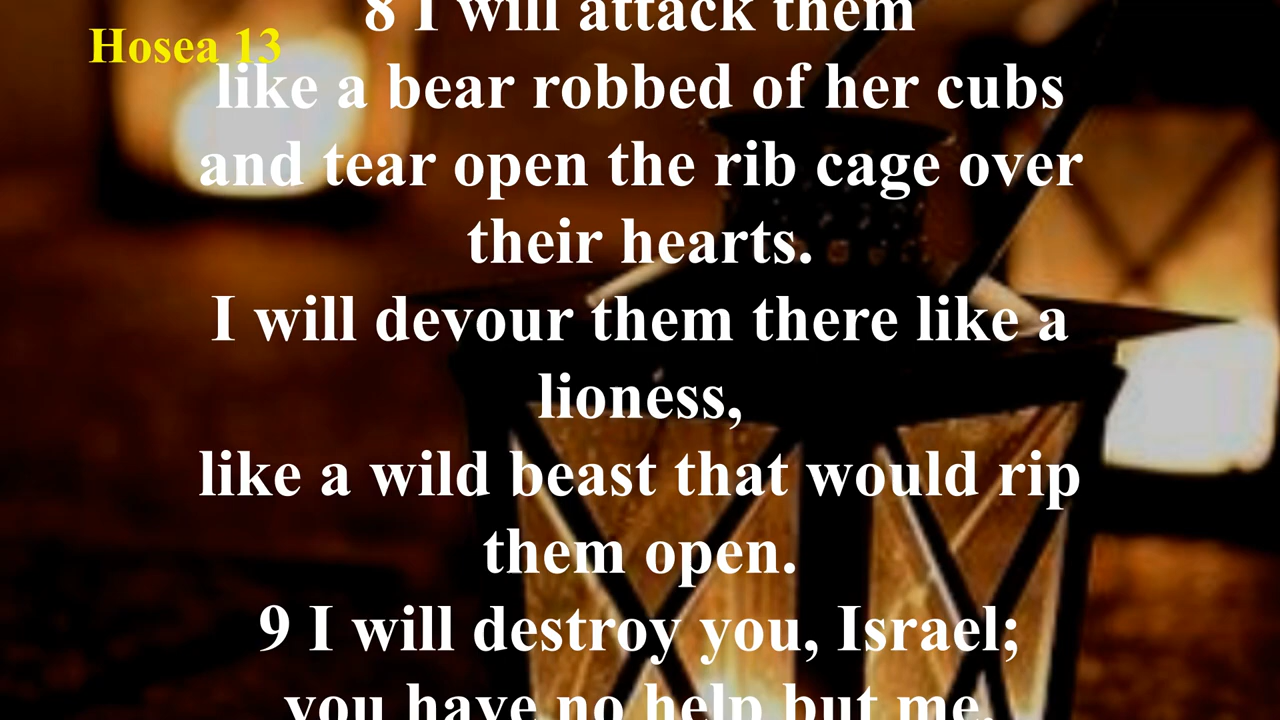 Hosea 13
8 I will attack them
like a bear robbed of her cubs
and tear open the rib cage over
their hearts.
I will devour them there like a
lioness,
like a wild beast that would rip
them open.
9 I will destroy you, Israel;
you have no help but me.